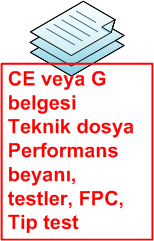 CE veya G
belgesi
Teknik dosya
Performans
beyanı,
testler, FPC,
Tip test